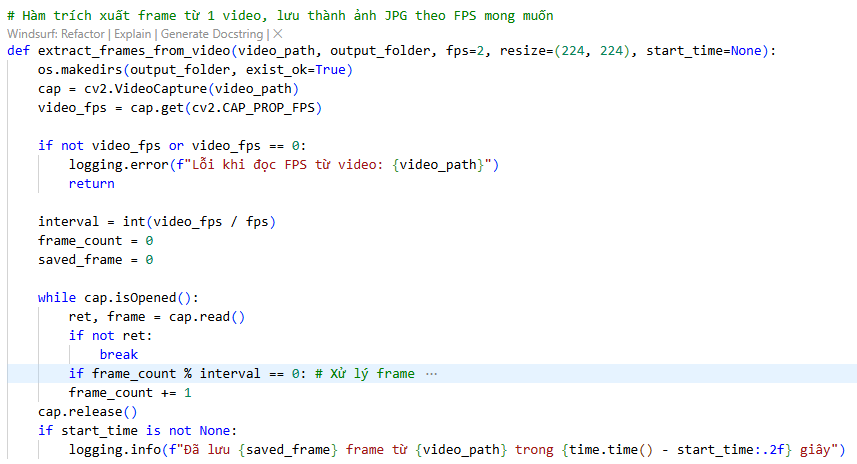 # Hàm trích xuất frame từ 1 video, lưu thành ảnh JPG theo FPS mong muốn
Windsurf: Refactor | Explain | Generate Docstring | ✕
def extract_frames_from_video(video_path, output_folder, fps=2, resize=(224, 224), start_time=None):
    os.makedirs(output_folder, exist_ok=True)
    cap = cv2.VideoCapture(video_path)
    video_fps = cap.get(cv2.CAP_PROP_FPS)

    if not video_fps or video_fps == 0:
        logging.error(f"Lỗi khi đọc FPS từ video: {video_path}")
        return

    interval = int(video_fps / fps)
    frame_count = 0
    saved_frame = 0

    while cap.isOpened():
        ret, frame = cap.read()
        if not ret:
            break
        if frame_count % interval == 0: # Xử lý frame ⋯
        frame_count += 1
    cap.release()
    if start_time is not None:
        logging.info(f"Đã lưu {saved_frame} frame từ {video_path} trong {time.time() - start_time:.2f} giây")